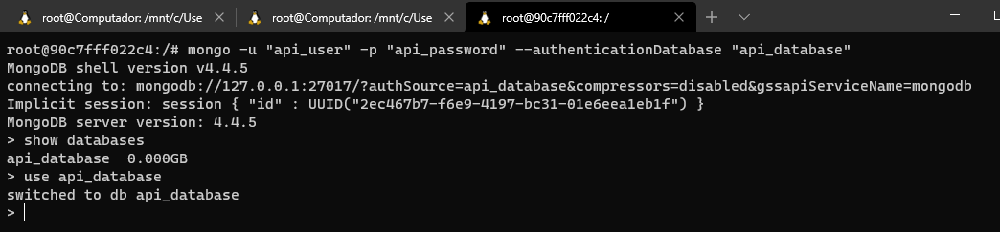 root@Computador: /mnt/c/Use
root@Computador: /mnt/c/Use
root@90c7fff022c4: /
root@90c7fff022c4:/# mongo -u "api_user" -p "api_password" --authenticationDatabase "api_database"
MongoDB shell version v4.4.5
connecting to: mongodb://127.0.0.1:27017/?authSource=api_database&compressors=disabled&gssapiServiceName=mongodb
Implicit session: session { "id" : UUID("2ec467b7-f6e9-4197-bc31-01e6eea1eb1f") }
MongoDB server version: 4.4.5
> show databases
api_database  0.000GB
> use api_database
switched to db api_database
>